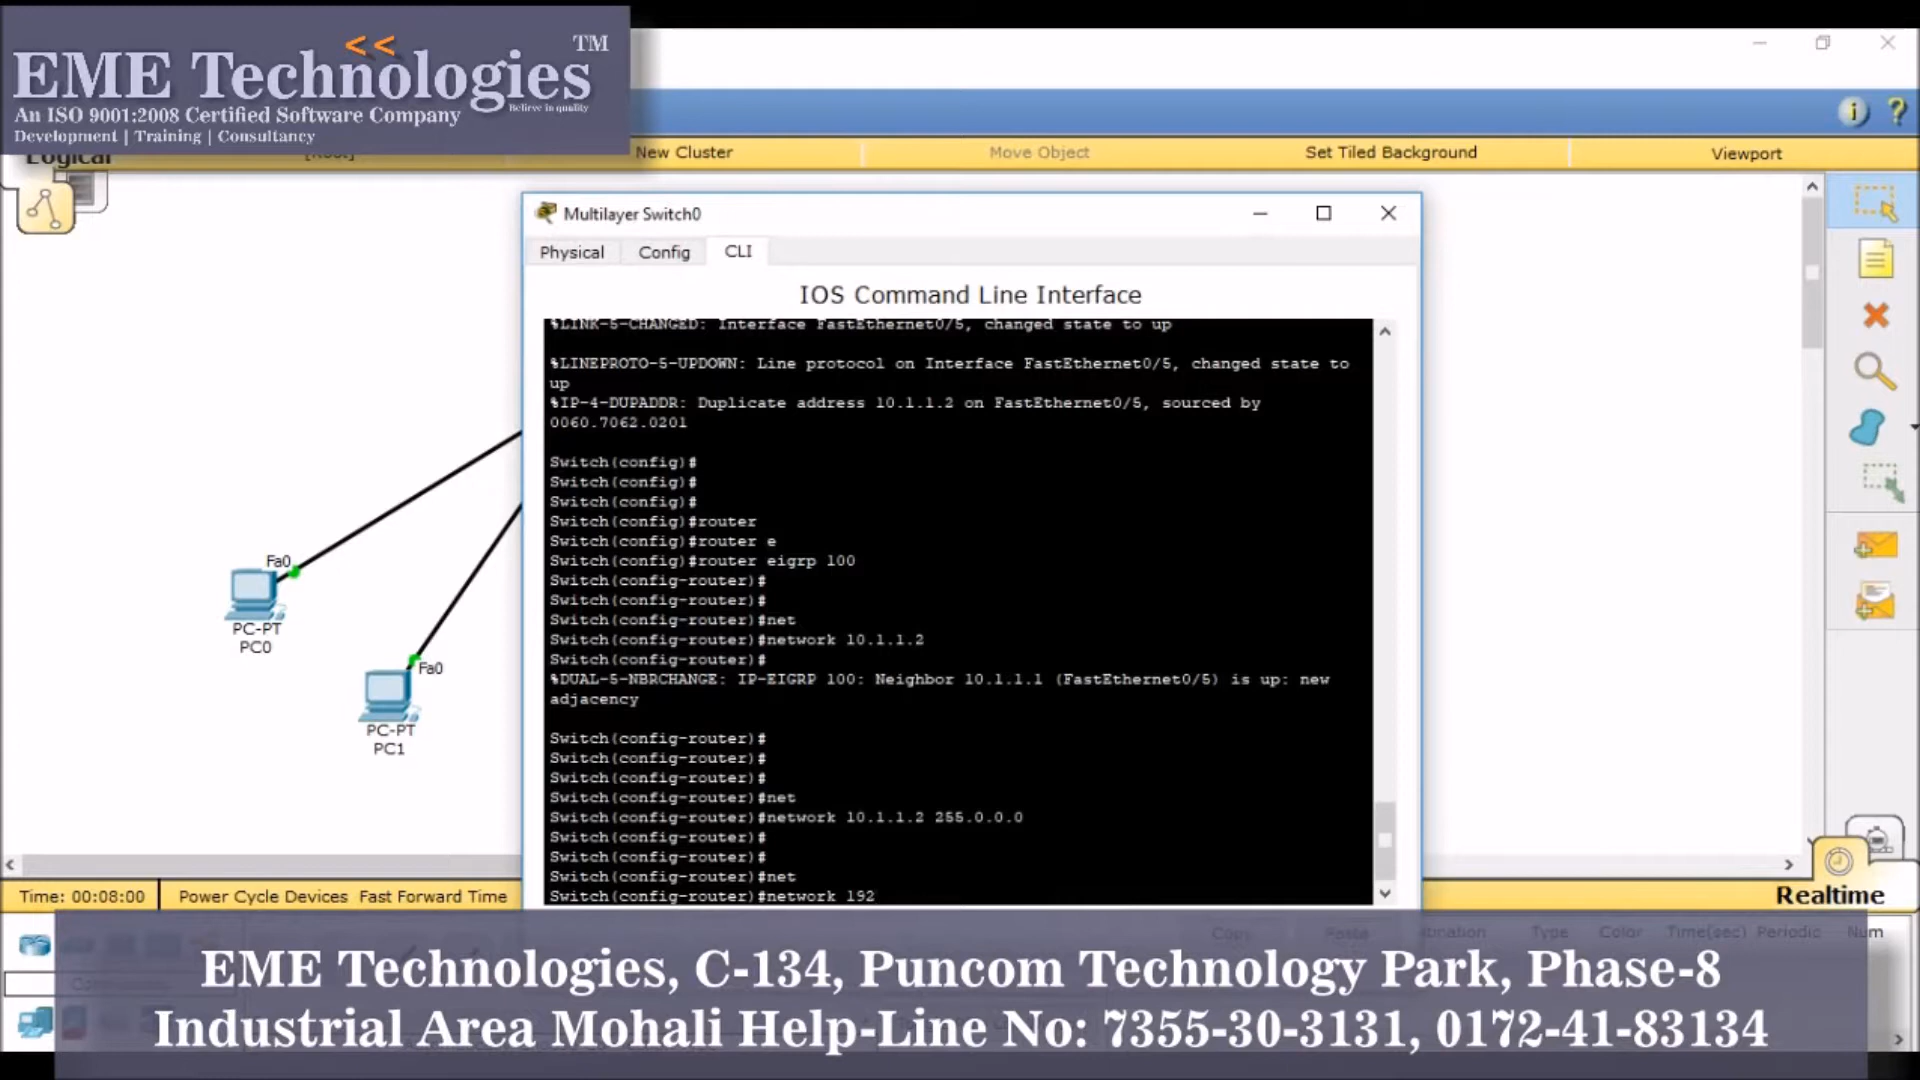 <<
TM
EME Technologies
Believe in quality
An ISO 9001:2008 Certified Software Company
Development | Training | Consultancy
Logical
[Root]
New Cluster
Move Object
Set Tiled Background
Viewport
Multilayer Switch0
Physical
Config
CLI
IOS Command Line Interface
%LINK-5-CHANGED: Interface FastEthernet0/5, changed state to up
%LINEPROTO-5-UPDOWN: Line protocol on Interface FastEthernet0/5, changed state to
up
%IP-4-DUPADDR: Duplicate address 10.1.1.2 on FastEthernet0/5, sourced by
0060.7062.0201
Switch(config)#
Switch(config)#
Switch(config)#
Switch(config)#router
Switch(config)#router e
Switch(config)#router eigrp 100
Switch(config-router)#
Switch(config-router)#
Switch(config-router)#net
Switch(config-router)#network 10.1.1.2
Switch(config-router)#
%DUAL-5-NBRCHANGE: IP-EIGRP 100: Neighbor 10.1.1.1 (FastEthernet0/5) is up: new
adjacency
Switch(config-router)#
Switch(config-router)#
Switch(config-router)#
Switch(config-router)#net
Switch(config-router)#network 10.1.1.2 255.0.0.0
Switch(config-router)#
Switch(config-router)#
Switch(config-router)#net
Switch(config-router)#network 192
Fa0
PC-PT
PC0
Fa0
PC-PT
PC1
Time: 00:08:00
Power Cycle Devices Fast Forward Time
Realtime
Copy
Paste
Type
Color
Time(sec)
Periodic
Num
EME Technologies, C-134, Puncom Technology Park, Phase-8
Industrial Area Mohali Help-Line No: 7355-30-3131, 0172-41-83134